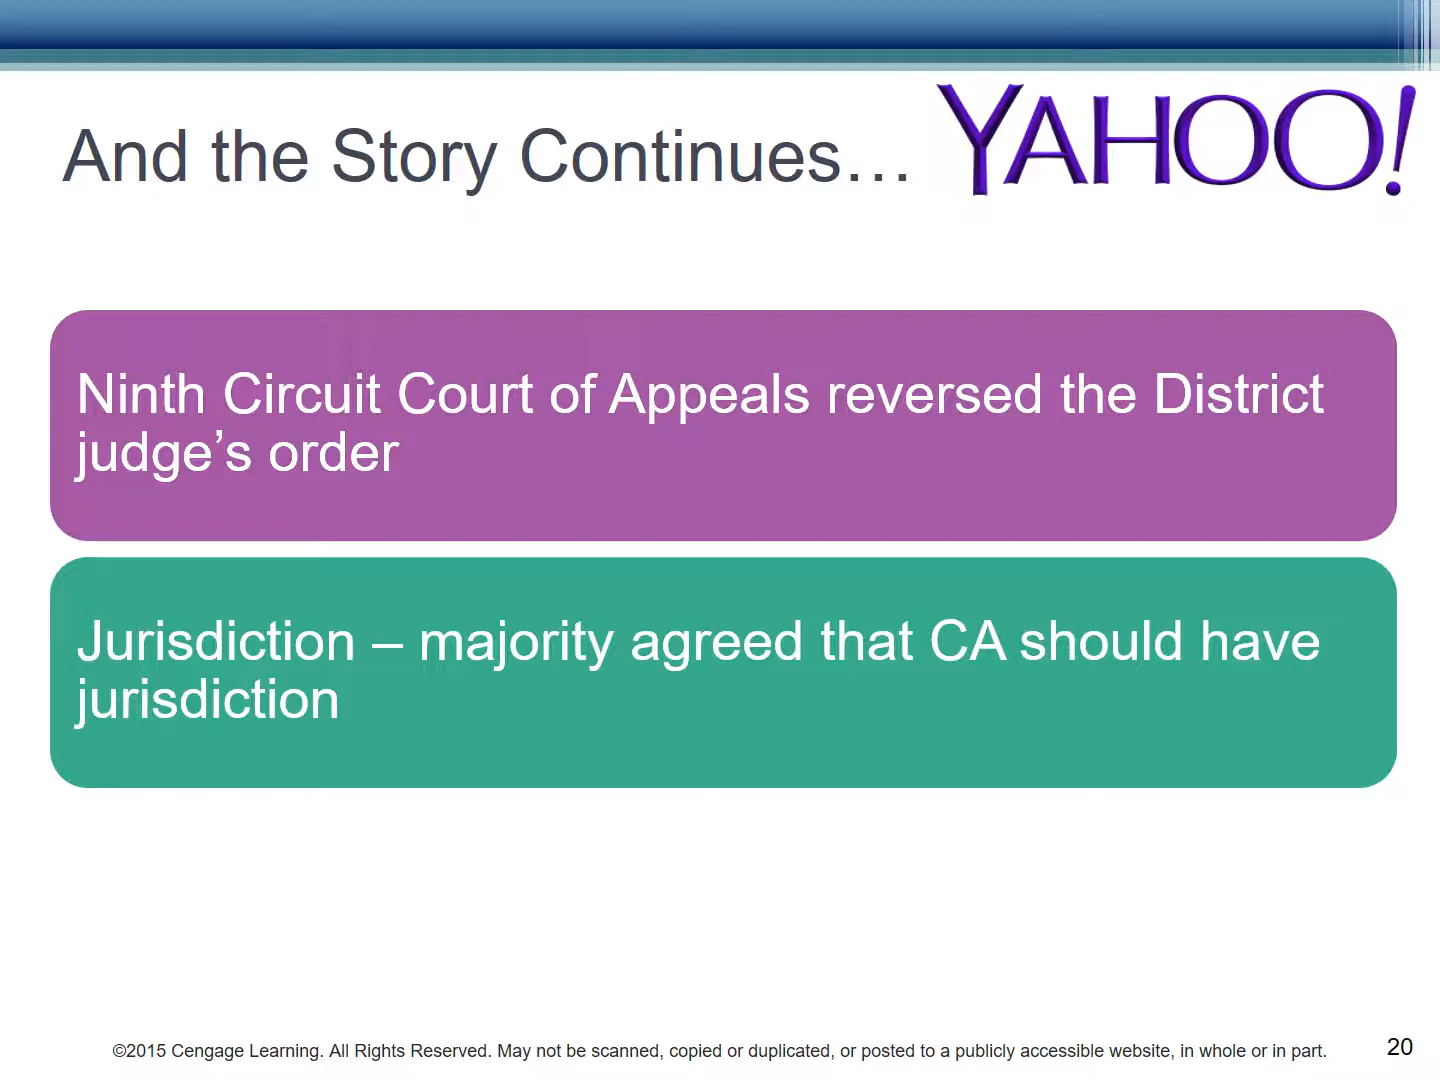 And the Story Continues…
YAHOO!
Ninth Circuit Court of Appeals reversed the District
judge’s order
Jurisdiction – majority agreed that CA should have
jurisdiction
©2015 Cengage Learning. All Rights Reserved. May not be scanned, copied or duplicated, or posted to a publicly accessible website, in whole or in part.
20